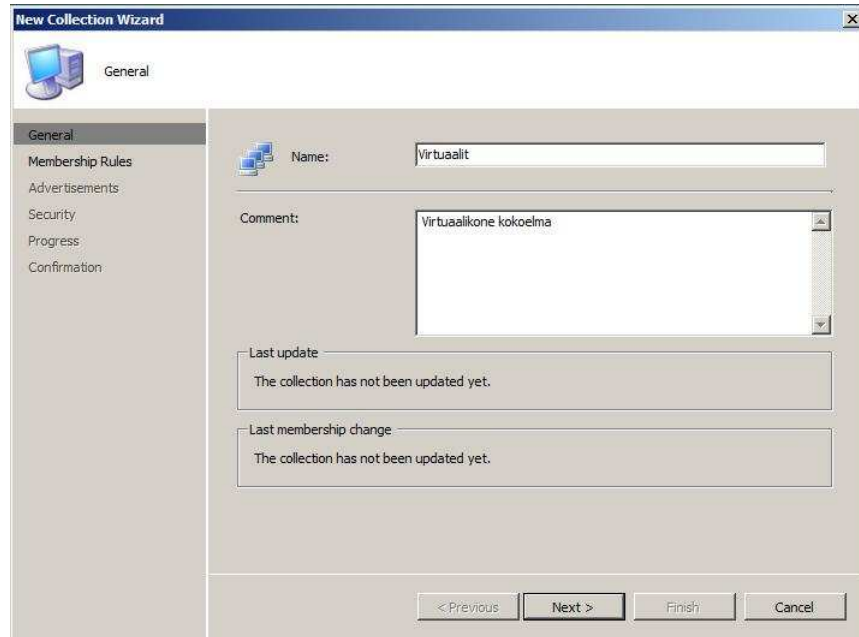 New Collection Wizard
General
General
Membership Rules
Advertisements
Security
Progress
Confirmation
Name:
Virtuaalit
Comment:
Virtuaalikone kokoelma
Last update
The collection has not been updated yet.
Last membership change
The collection has not been updated yet.
< Previous
Next >
Finish
Cancel